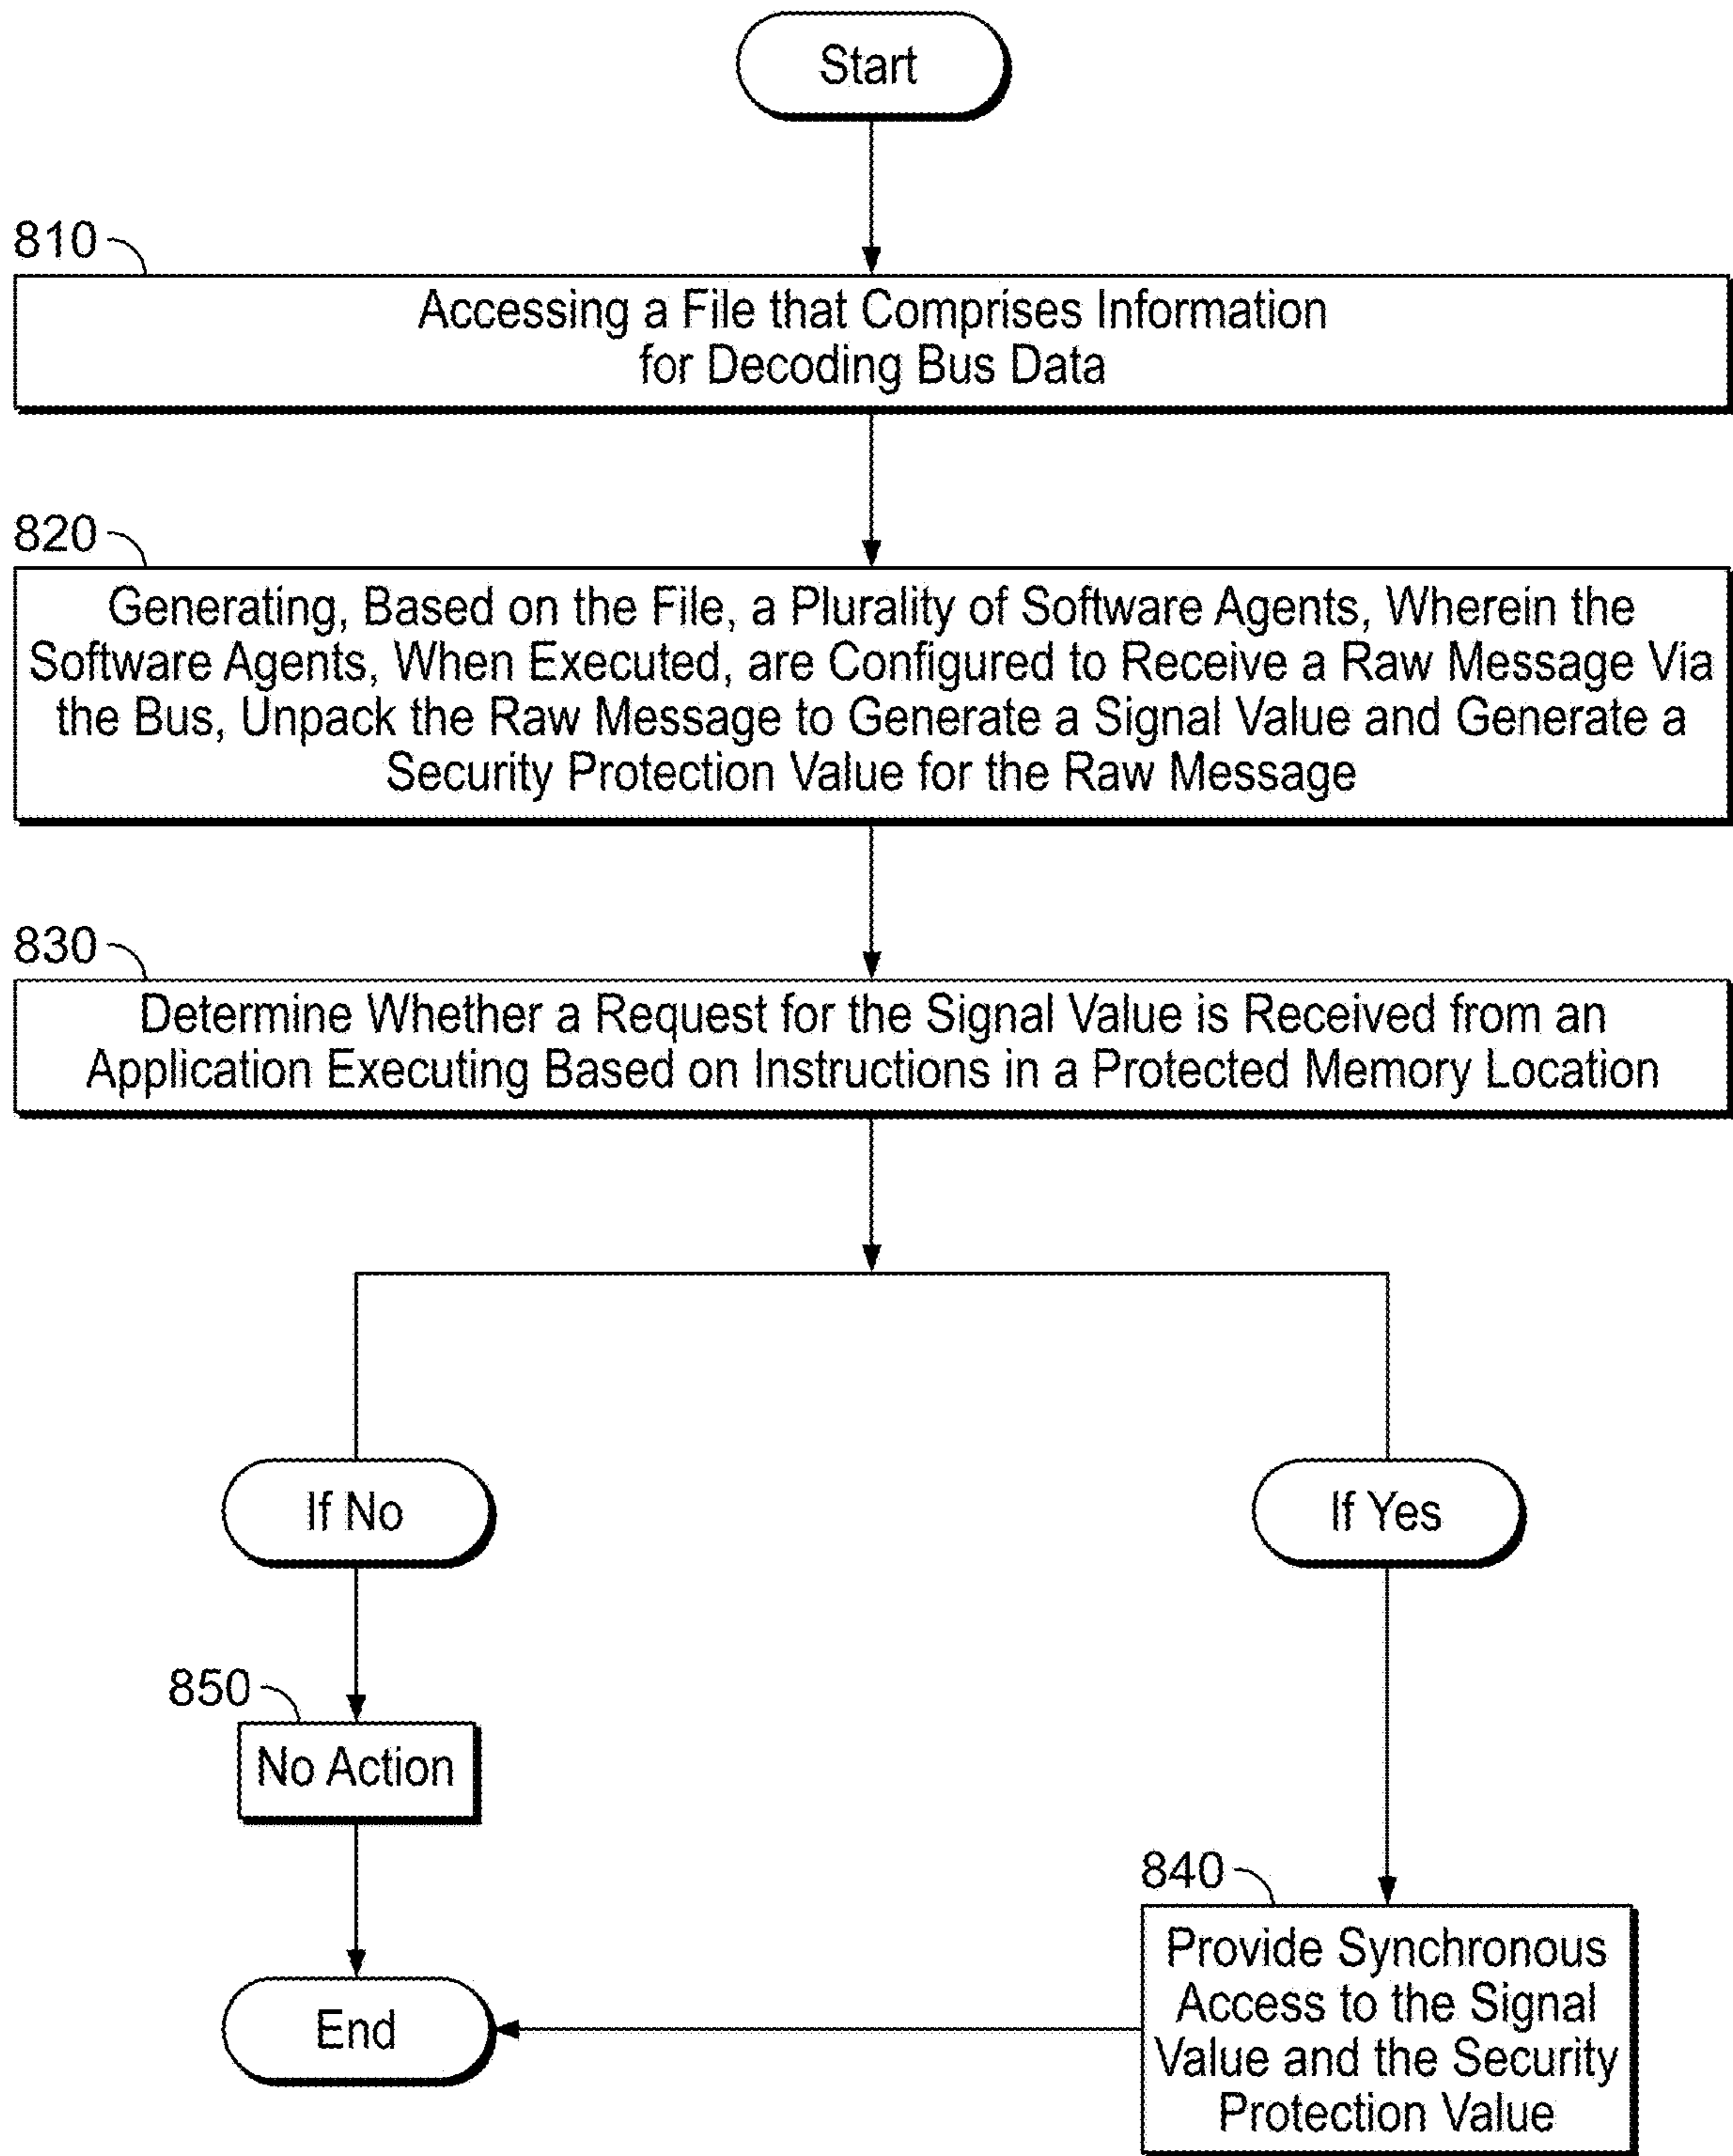 Start
810
Accessing a File that Comprises Information
for Decoding Bus Data
820
Generating, Based on the File, a Plurality of Software Agents, Wherein the
Software Agents, When Executed, are Configured to Receive a Raw Message Via
the Bus, Unpack the Raw Message to Generate a Signal Value and Generate a
Security Protection Value for the Raw Message
830
Determine Whether a Request for the Signal Value is Received from an
Application Executing Based on Instructions in a Protected Memory Location
If No
If Yes
850
No Action
840
Provide Synchronous
Access to the Signal
Value and the Security
Protection Value
End